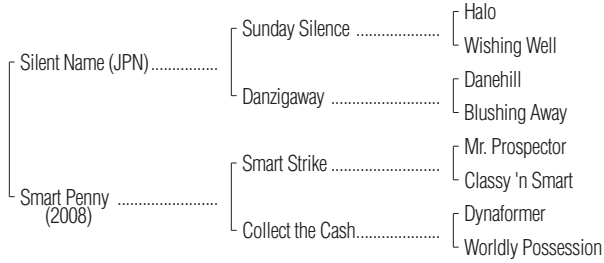 Halo
Sunday Silence ..................
Wishing Well
Silent Name (JPN)................
Danehill
Danzigaway .......................
Blushing Away
Mr. Prospector
Smart Strike .......................
Classy 'n Smart
Smart Penny .....................
(2008)
Dynaformer
Collect the Cash..................
Worldly Possession